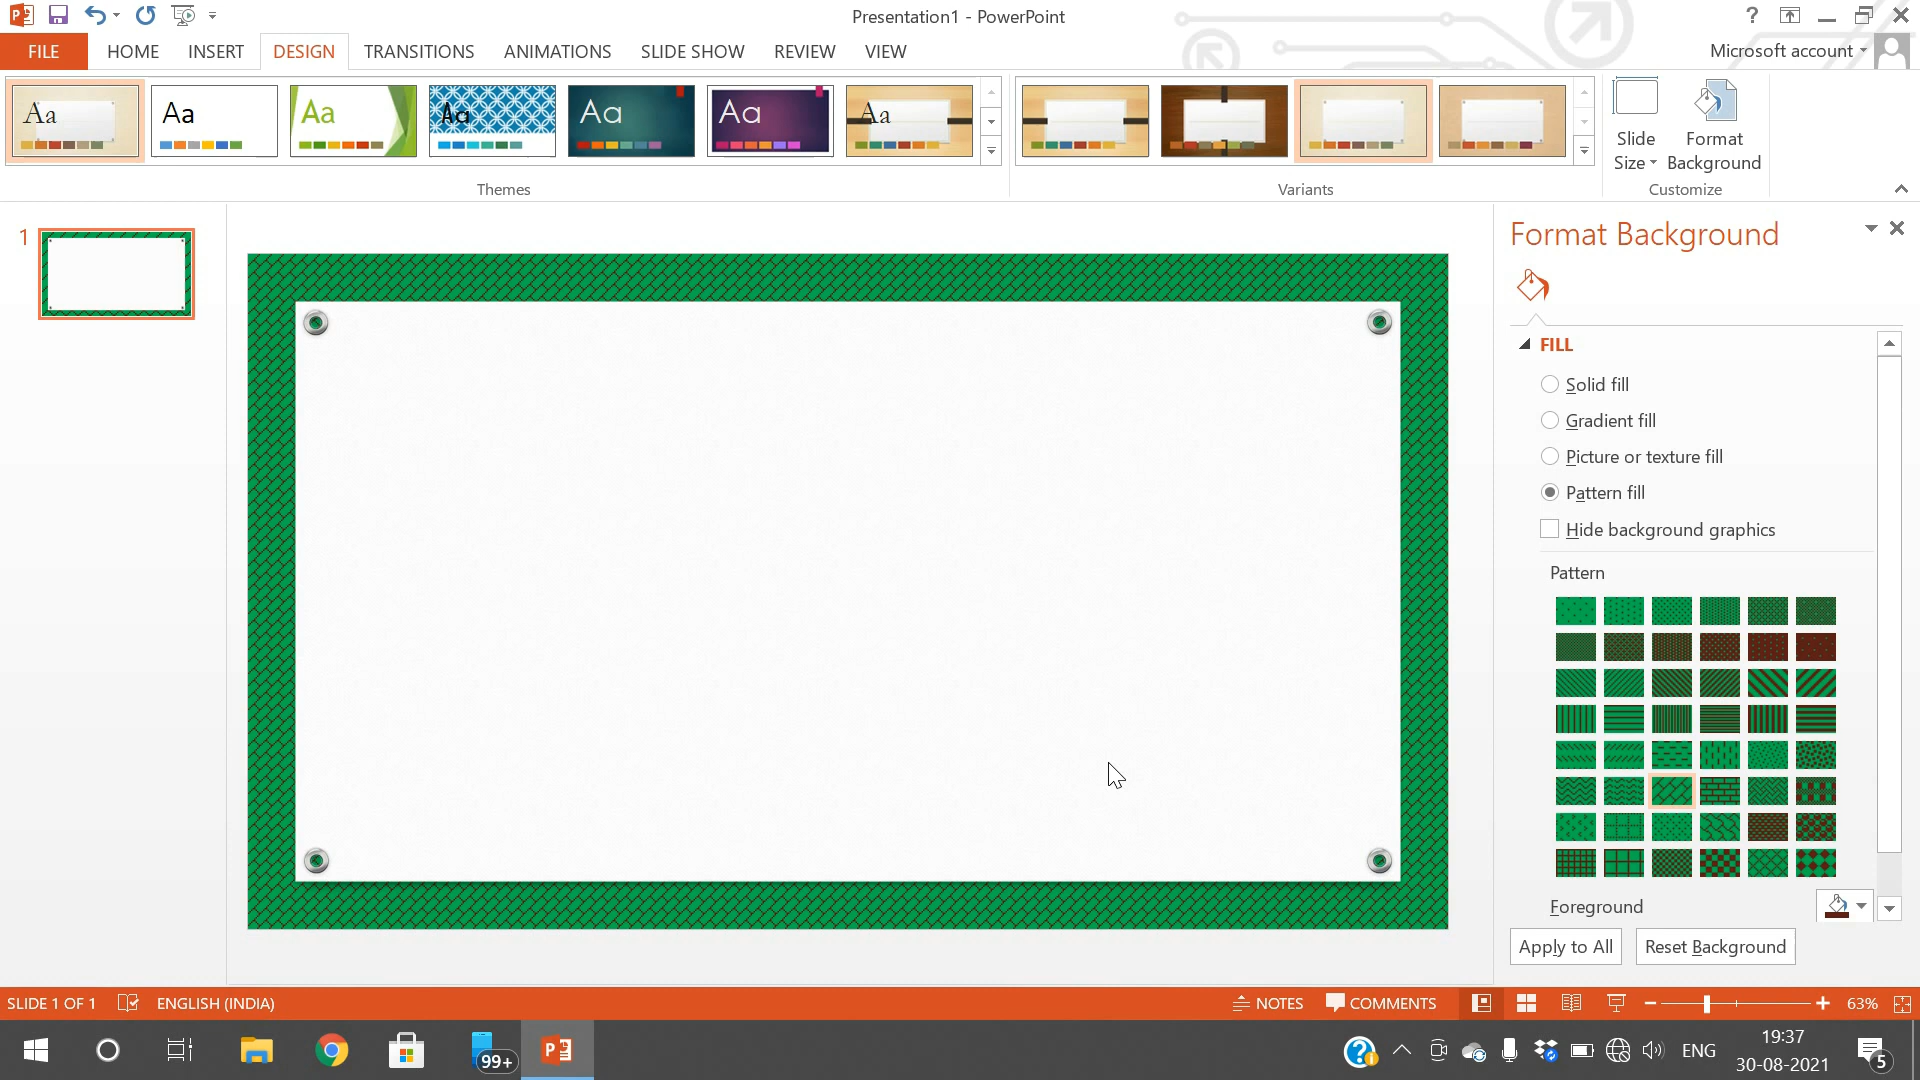 Presentation1 - PowerPoint
?
FILE HOME INSERT DESIGN TRANSITIONS ANIMATIONS SLIDE SHOW REVIEW VIEW
Microsoft account
Aa Aa Aa Aa Aa Aa Aa
Slide Size
Format Background
Themes
Variants
Customize
1
Format Background
FILL
Solid fill
Gradient fill
Picture or texture fill
Pattern fill
Hide background graphics
Pattern
Foreground
Apply to All
Reset Background
SLIDE 1 OF 1 ENGLISH (INDIA)
NOTES COMMENTS 63%
99+
ENG
19:37
30-08-2021
5